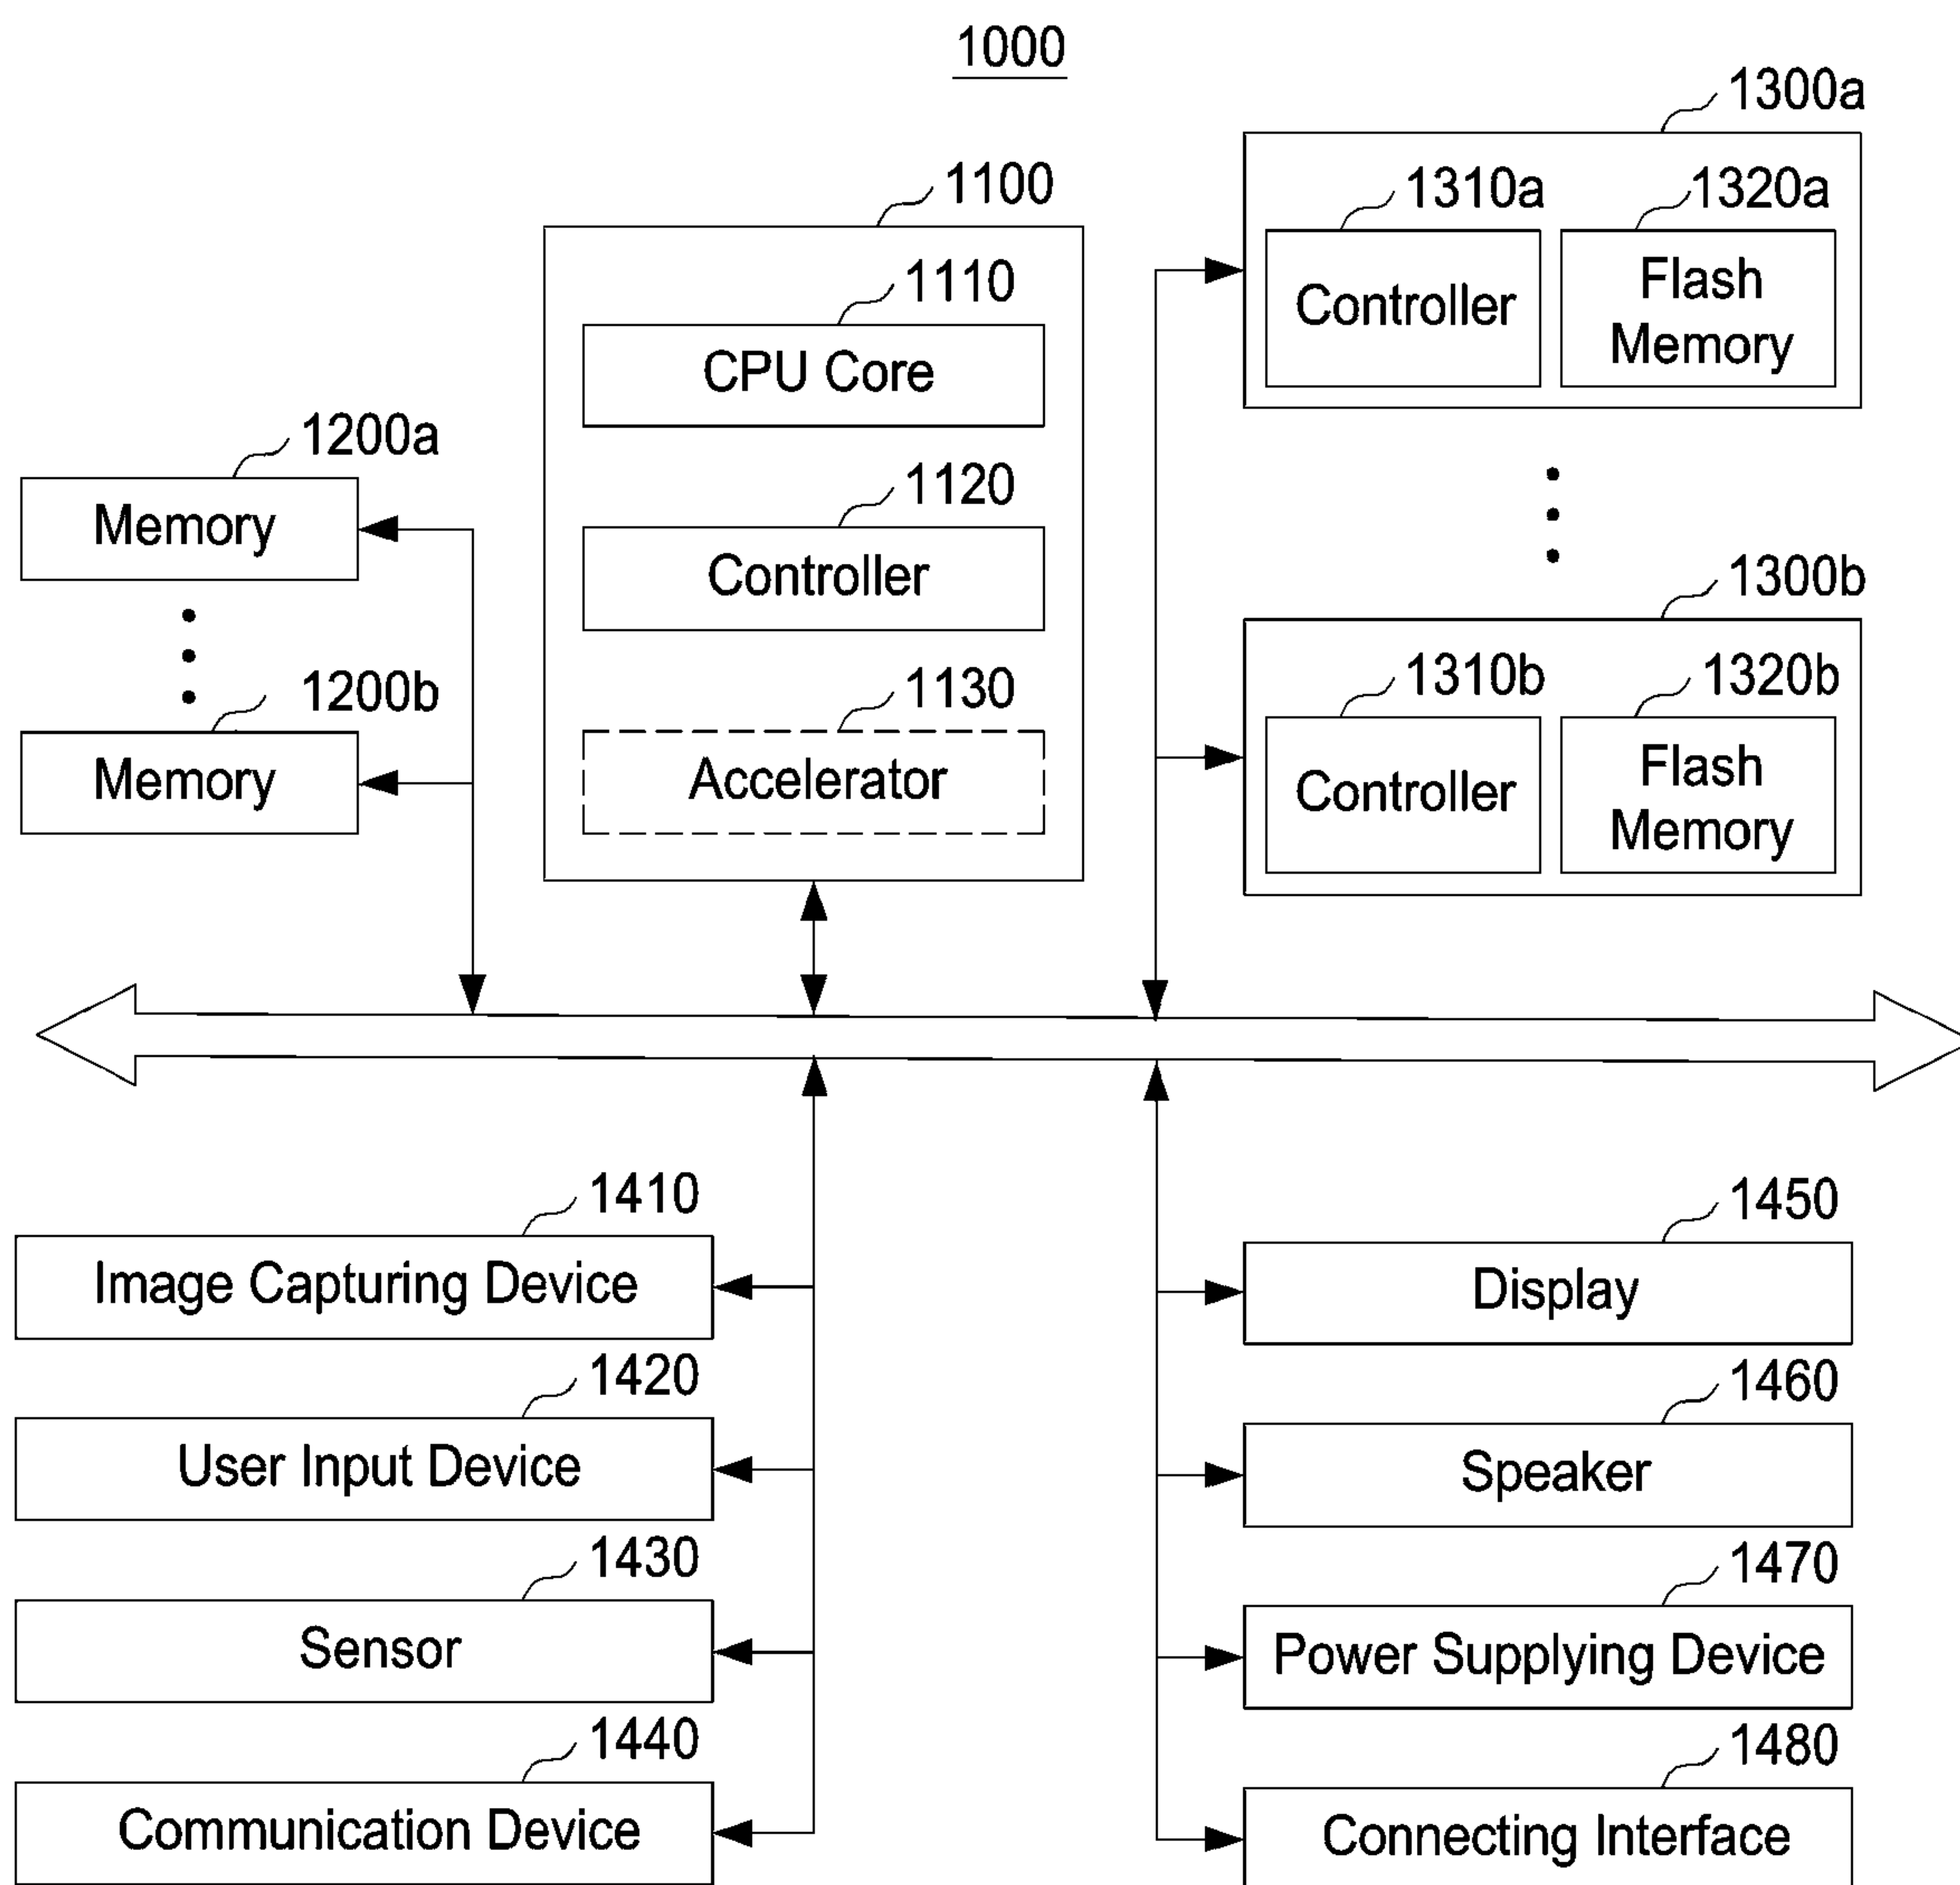 1000
1100
1110
CPU Core
1120
Controller
1130
Accelerator
1200a
Memory
1200b
Memory
1300a
1310a
Controller
1320a
Flash
Memory
1300b
1310b
Controller
1320b
Flash
Memory
1410
Image Capturing Device
1420
User Input Device
1430
Sensor
1440
Communication Device
1450
Display
1460
Speaker
1470
Power Supplying Device
1480
Connecting Interface